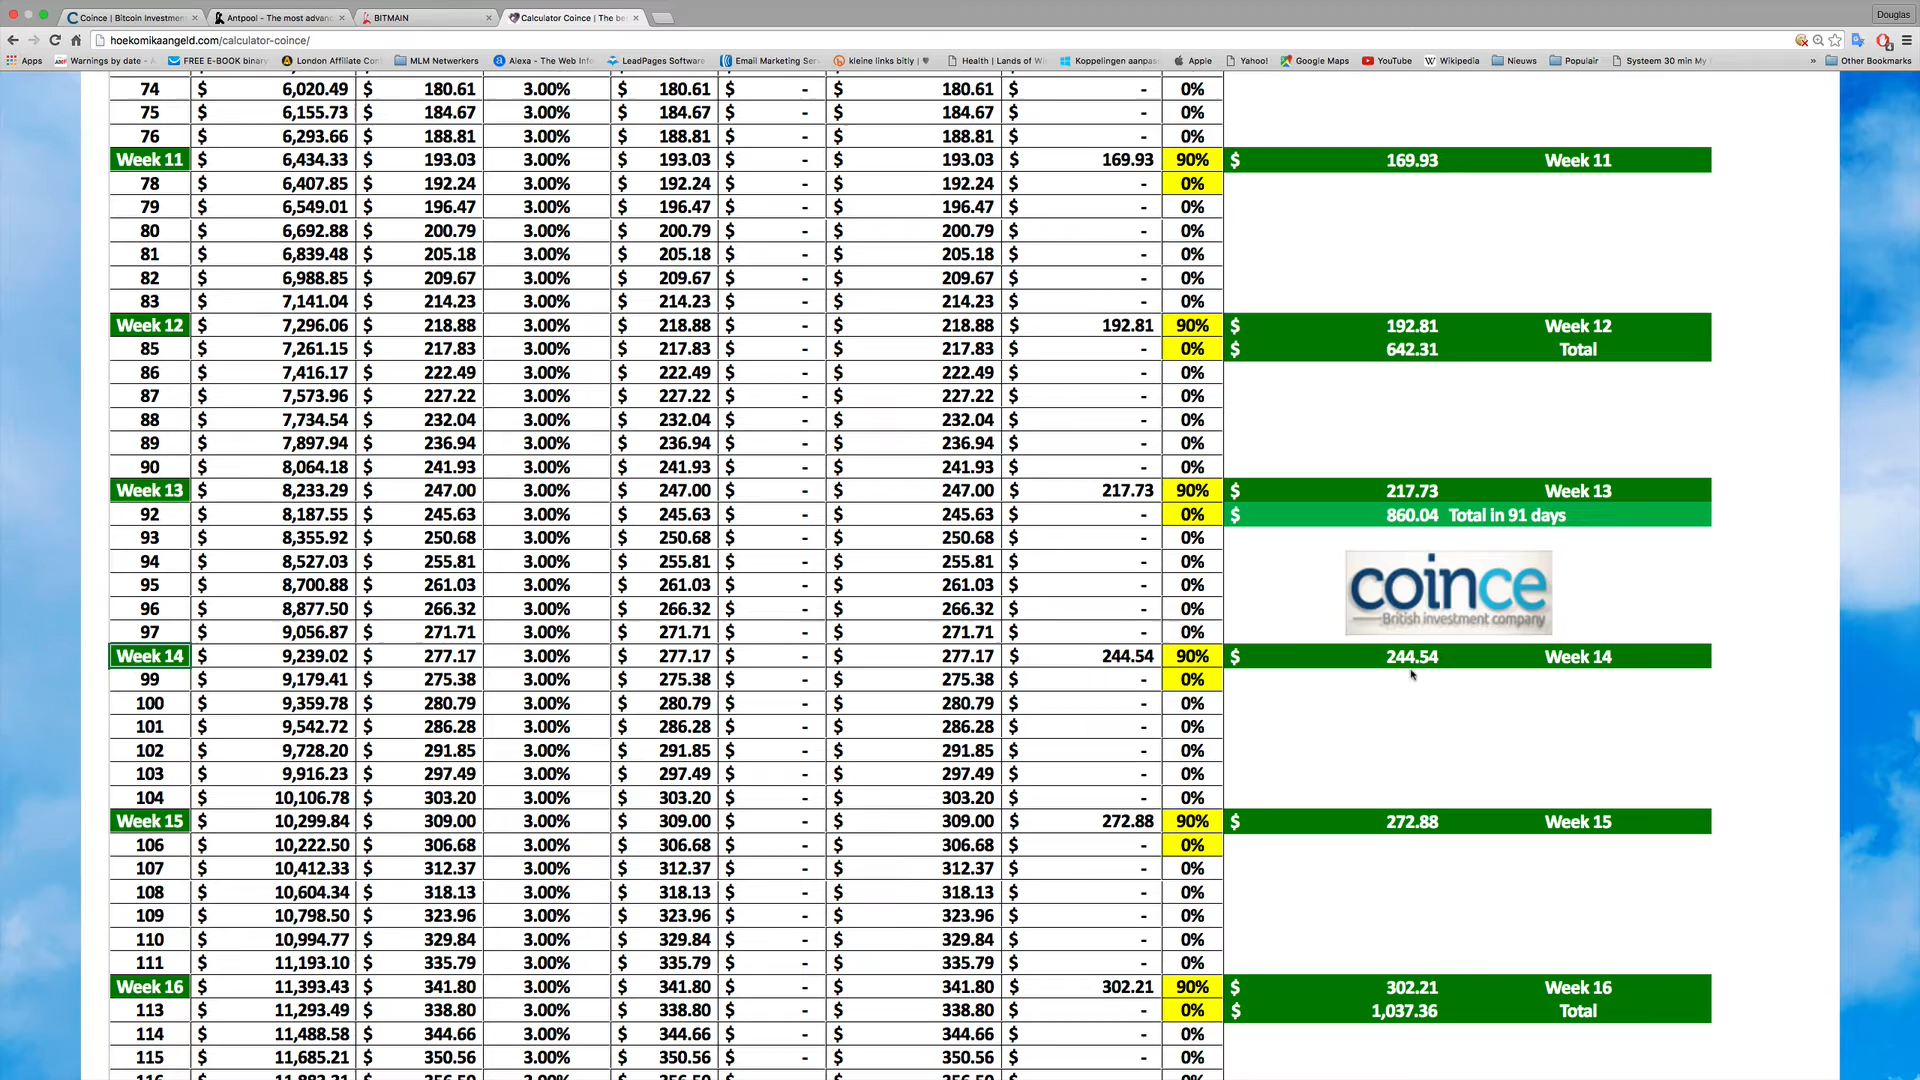 Coince | Bitcoin Investmen
Antpool - The most advanc
BITMAIN
Calculator Coince | The be
Douglas
hoekomikaangeld.com/calculator-coince/
Apps
Warnings by date -
FREE E-BOOK binary
London Affiliate Con
MLM Netwerkers
Alexa - The Web Info
LeadPages Software
Email Marketing Serv
kleine links bitly | ♥
Health | Lands of Wi
Koppelingen aanpas
Apple
Yahoo!
Google Maps
YouTube
Wikipedia
Nieuws
Populair
Systeem 30 min My
» Other Bookmarks
74 $ 6,020.49 $ 180.61 3.00% $ 180.61 $ - $ 180.61 $ - 0%
75 $ 6,155.73 $ 184.67 3.00% $ 184.67 $ - $ 184.67 $ - 0%
76 $ 6,293.66 $ 188.81 3.00% $ 188.81 $ - $ 188.81 $ - 0%
Week 11 $ 6,434.33 $ 193.03 3.00% $ 193.03 $ - $ 193.03 $ 169.93 90% $ 169.93 Week 11
78 $ 6,407.85 $ 192.24 3.00% $ 192.24 $ - $ 192.24 $ - 0%
79 $ 6,549.01 $ 196.47 3.00% $ 196.47 $ - $ 196.47 $ - 0%
80 $ 6,692.88 $ 200.79 3.00% $ 200.79 $ - $ 200.79 $ - 0%
81 $ 6,839.48 $ 205.18 3.00% $ 205.18 $ - $ 205.18 $ - 0%
82 $ 6,988.85 $ 209.67 3.00% $ 209.67 $ - $ 209.67 $ - 0%
83 $ 7,141.04 $ 214.23 3.00% $ 214.23 $ - $ 214.23 $ - 0%
Week 12 $ 7,296.06 $ 218.88 3.00% $ 218.88 $ - $ 218.88 $ 192.81 90% $ 192.81 Week 12
85 $ 7,261.15 $ 217.83 3.00% $ 217.83 $ - $ 217.83 $ - 0% $ 642.31 Total
86 $ 7,416.17 $ 222.49 3.00% $ 222.49 $ - $ 222.49 $ - 0%
87 $ 7,573.96 $ 227.22 3.00% $ 227.22 $ - $ 227.22 $ - 0%
88 $ 7,734.54 $ 232.04 3.00% $ 232.04 $ - $ 232.04 $ - 0%
89 $ 7,897.94 $ 236.94 3.00% $ 236.94 $ - $ 236.94 $ - 0%
90 $ 8,064.18 $ 241.93 3.00% $ 241.93 $ - $ 241.93 $ - 0%
Week 13 $ 8,233.29 $ 247.00 3.00% $ 247.00 $ - $ 247.00 $ 217.73 90% $ 217.73 Week 13
92 $ 8,187.55 $ 245.63 3.00% $ 245.63 $ - $ 245.63 $ - 0% $ 860.04 Total in 91 days
93 $ 8,355.92 $ 250.68 3.00% $ 250.68 $ - $ 250.68 $ - 0%
94 $ 8,527.03 $ 255.81 3.00% $ 255.81 $ - $ 255.81 $ - 0%
95 $ 8,700.88 $ 261.03 3.00% $ 261.03 $ - $ 261.03 $ - 0%
96 $ 8,877.50 $ 266.32 3.00% $ 266.32 $ - $ 266.32 $ - 0%
97 $ 9,056.87 $ 271.71 3.00% $ 271.71 $ - $ 271.71 $ - 0%
coince
British investment company
Week 14 $ 9,239.02 $ 277.17 3.00% $ 277.17 $ - $ 277.17 $ 244.54 90% $ 244.54 Week 14
99 $ 9,179.41 $ 275.38 3.00% $ 275.38 $ - $ 275.38 $ - 0%
100 $ 9,359.78 $ 280.79 3.00% $ 280.79 $ - $ 280.79 $ - 0%
101 $ 9,542.72 $ 286.28 3.00% $ 286.28 $ - $ 286.28 $ - 0%
102 $ 9,728.20 $ 291.85 3.00% $ 291.85 $ - $ 291.85 $ - 0%
103 $ 9,916.23 $ 297.49 3.00% $ 297.49 $ - $ 297.49 $ - 0%
104 $ 10,106.78 $ 303.20 3.00% $ 303.20 $ - $ 303.20 $ - 0%
Week 15 $ 10,299.84 $ 309.00 3.00% $ 309.00 $ - $ 309.00 $ 272.88 90% $ 272.88 Week 15
106 $ 10,222.50 $ 306.68 3.00% $ 306.68 $ - $ 306.68 $ - 0%
107 $ 10,412.33 $ 312.37 3.00% $ 312.37 $ - $ 312.37 $ - 0%
108 $ 10,604.34 $ 318.13 3.00% $ 318.13 $ - $ 318.13 $ - 0%
109 $ 10,798.50 $ 323.96 3.00% $ 323.96 $ - $ 323.96 $ - 0%
110 $ 10,994.77 $ 329.84 3.00% $ 329.84 $ - $ 329.84 $ - 0%
111 $ 11,193.10 $ 335.79 3.00% $ 335.79 $ - $ 335.79 $ - 0%
Week 16 $ 11,393.43 $ 341.80 3.00% $ 341.80 $ - $ 341.80 $ 302.21 90% $ 302.21 Week 16
113 $ 11,293.49 $ 338.80 3.00% $ 338.80 $ - $ 338.80 $ - 0% $ 1,037.36 Total
114 $ 11,488.58 $ 344.66 3.00% $ 344.66 $ - $ 344.66 $ - 0%
115 $ 11,685.21 $ 350.56 3.00% $ 350.56 $ - $ 350.56 $ - 0%